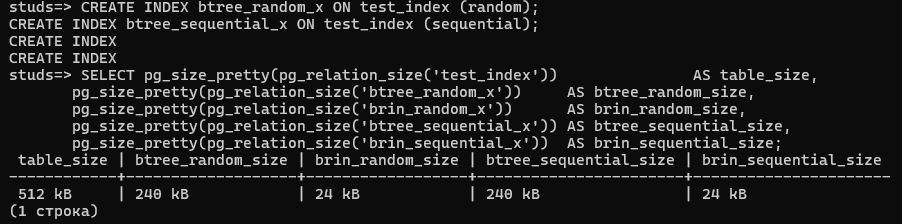 studs=> CREATE INDEX btree_random_x ON test_index (random);
CREATE INDEX btree_sequential_x ON test_index (sequential);
CREATE INDEX
CREATE INDEX
studs=> SELECT pg_size_pretty(pg_relation_size('test_index'))               AS table_size,
       pg_size_pretty(pg_relation_size('btree_random_x'))     AS btree_random_size,
       pg_size_pretty(pg_relation_size('brin_random_x'))      AS brin_random_size,
       pg_size_pretty(pg_relation_size('btree_sequential_x')) AS btree_sequential_size,
       pg_size_pretty(pg_relation_size('brin_sequential_x'))  AS brin_sequential_size;
 table_size | btree_random_size | brin_random_size | btree_sequential_size | brin_sequential_size
------------+-------------------+------------------+-----------------------+----------------------
 512 kB     | 240 kB            | 24 kB            | 240 kB                | 24 kB
(1 строка)